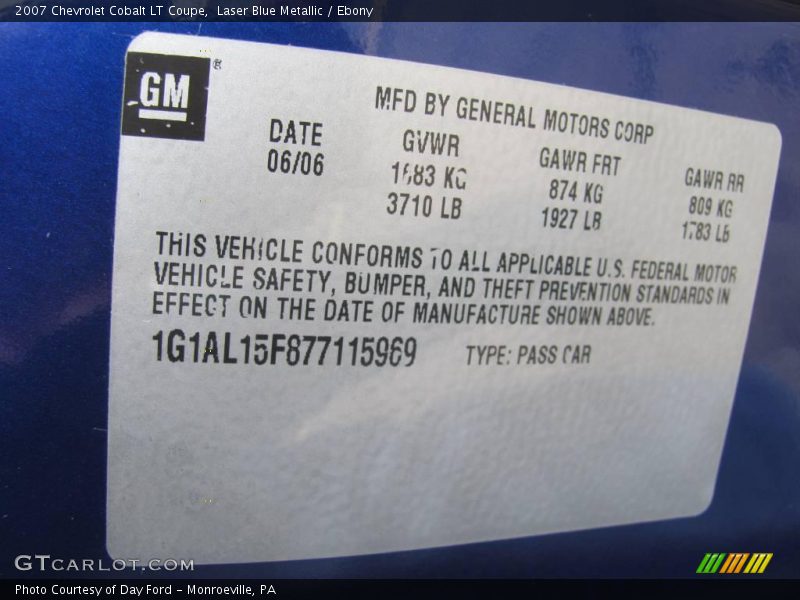 2007 Chevrolet Cobalt LT Coupe, Laser Blue Metallic / Ebony
GM®
MFD BY GENERAL MOTORS CORP
DATE GVWR GAWR FRT GAWR RR
06/06 1683 KG 874 KG 809 KG
3710 LB 1927 LB 1783 LB
THIS VEHICLE CONFORMS TO ALL APPLICABLE U.S. FEDERAL MOTOR
VEHICLE SAFETY, BUMPER, AND THEFT PREVENTION STANDARDS IN
EFFECT ON THE DATE OF MANUFACTURE SHOWN ABOVE.
1G1AL15F877115969 TYPE: PASS CAR
GTCARLOT.COM
Photo Courtesy of Day Ford – Monroeville, PA